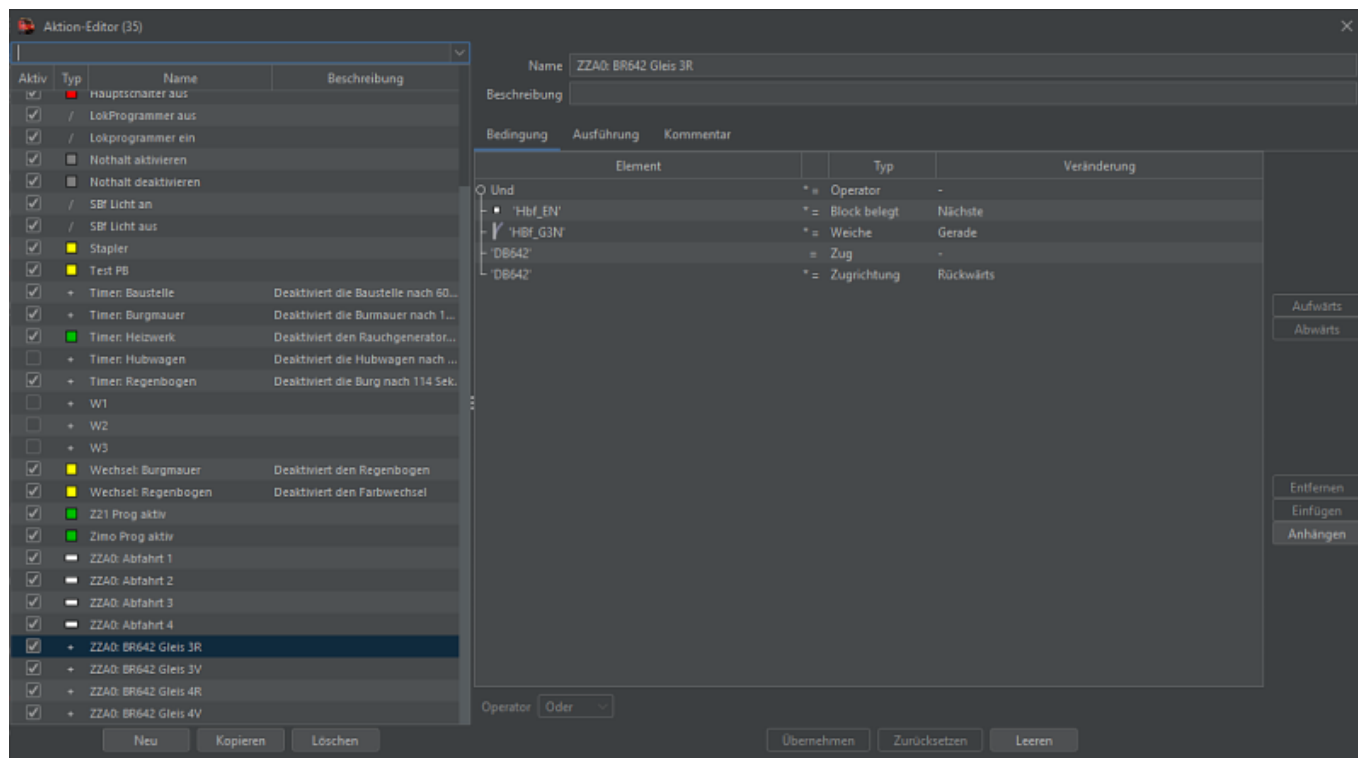 Aktion-Editor (35)
Aktiv Typ Name Beschreibung
Hauptschalter aus
LokProgrammer aus
Lokprogrammer ein
Nothalt aktivieren
Nothalt deaktivieren
SBf Licht an
SBf Licht aus
Stapler
Test PB
Timer: Baustelle Deaktiviert die Baustelle nach 60...
Timer: Burgmauer Deaktiviert die Burmauer nach 1...
Timer: Heizwerk Deaktiviert den Rauchgenerator...
Timer: Hubwagen Deaktiviert die Hubwagen nach ...
Timer: Regenbogen Deaktiviert die Burg nach 114 Sek.
W1
W2
W3
Wechsel: Burgmauer Deaktiviert den Regenbogen
Wechsel: Regenbogen Deaktiviert den Farbwechsel
Z21 Prog aktiv
Zimo Prog aktiv
ZZA0: Abfahrt 1
ZZA0: Abfahrt 2
ZZA0: Abfahrt 3
ZZA0: Abfahrt 4
ZZA0: BR642 Gleis 3R
ZZA0: BR642 Gleis 3V
ZZA0: BR642 Gleis 4R
ZZA0: BR642 Gleis 4V
Neu Kopieren Löschen
Name ZZA0: BR642 Gleis 3R
Beschreibung
Bedingung Ausführung Kommentar
Element Typ Veränderung
Und * = Operator -
'Hbf_EN' * = Block belegt Nächste
'HBf_G3N' * = Weiche Gerade
'DB642' = Zug -
'DB642' * = Zugrichtung Rückwärts
Aufwärts
Abwärts
Entfernen
Einfügen
Anhängen
Operator Oder
Übernehmen Zurücksetzen Leeren